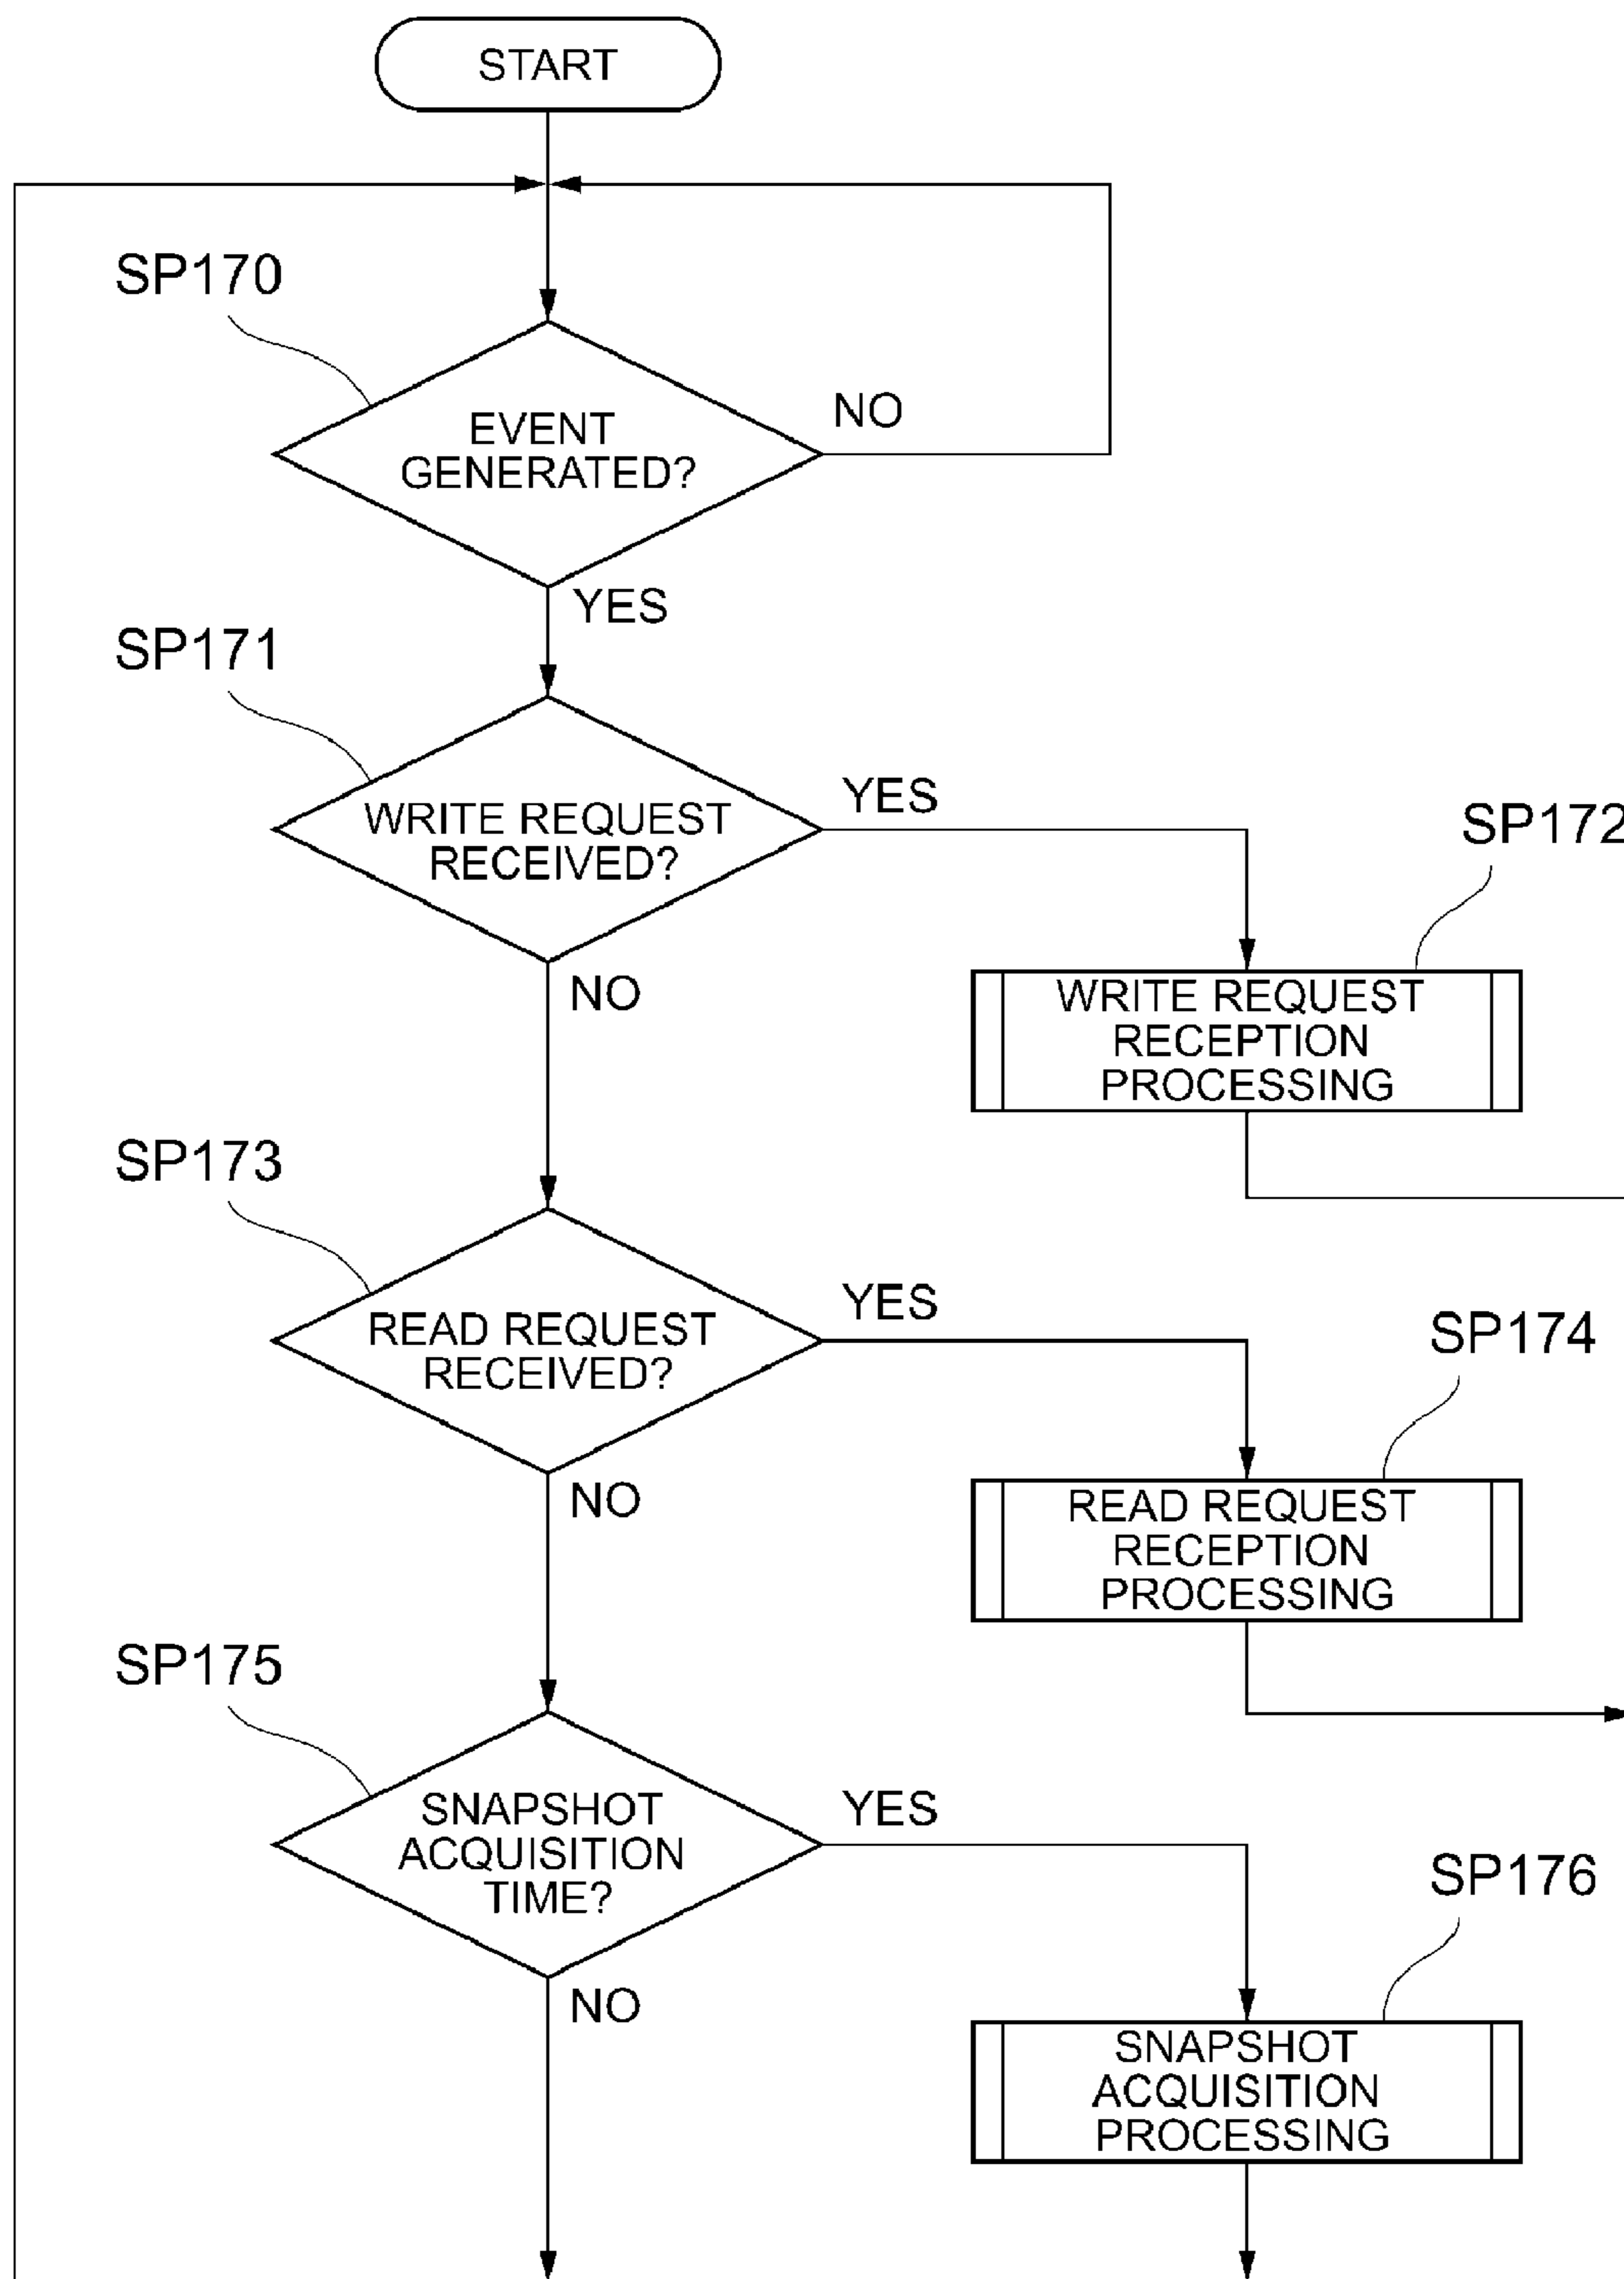 START
SP170
EVENT
GENERATED?
NO
YES
SP171
WRITE REQUEST
RECEIVED?
YES
NO
SP172
WRITE REQUEST
RECEPTION
PROCESSING
SP173
READ REQUEST
RECEIVED?
YES
NO
SP174
READ REQUEST
RECEPTION
PROCESSING
SP175
SNAPSHOT
ACQUISITION
TIME?
YES
NO
SP176
SNAPSHOT
ACQUISITION
PROCESSING